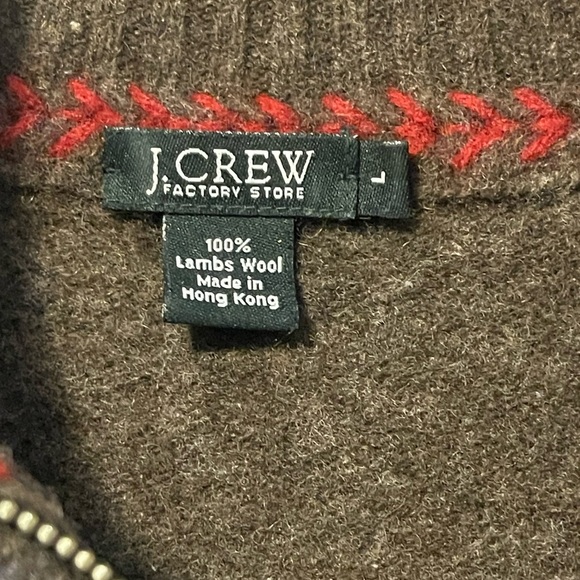 J.CREW
FACTORY STORE
L
100%
Lambs Wool
Made in
Hong Kong